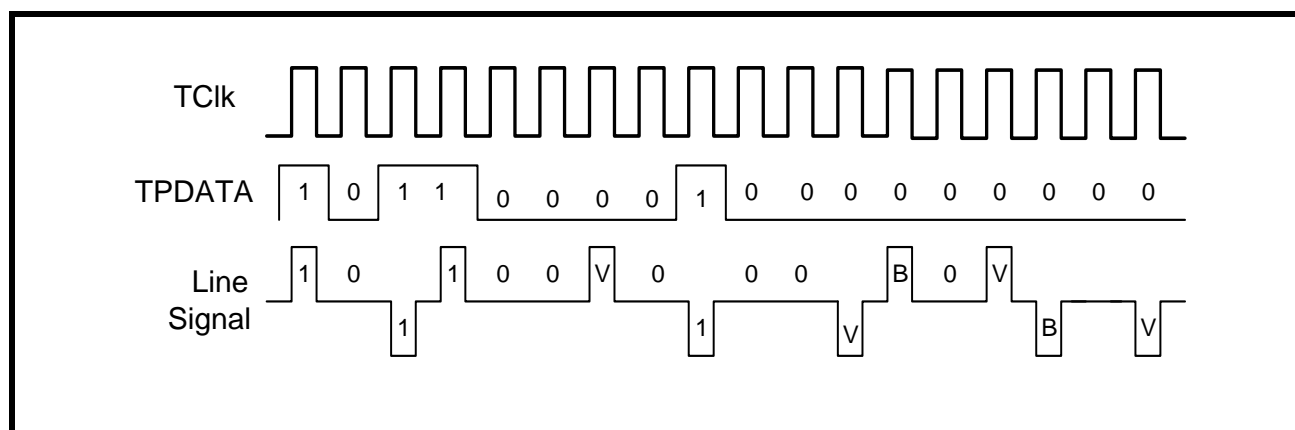 TClk
TPDATA 1 0 1 1 0 0 0 0 1 0 0 0 0 0 0 0 0 0
Line 1 0 1 0 0 V 0 0 0 B 0 V
Signal 1 1 V B V